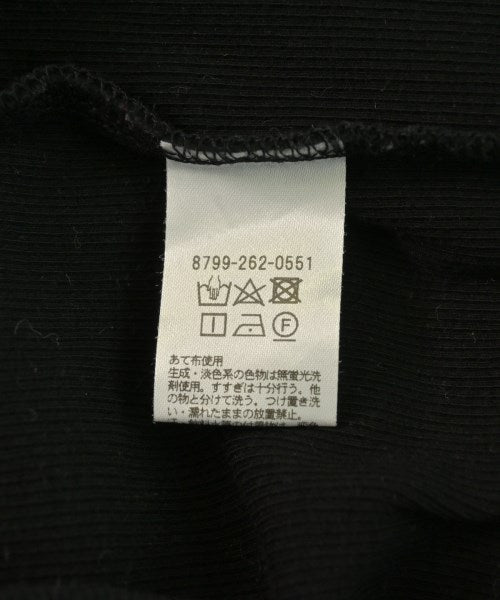 8799-262-0551
F
あて布使用
生成・淡色系の色物は無蛍光洗
剤使用。すすぎは十分行う。他
の物と分けて洗う。つけ置き洗
い・濡れたままの放置禁止。